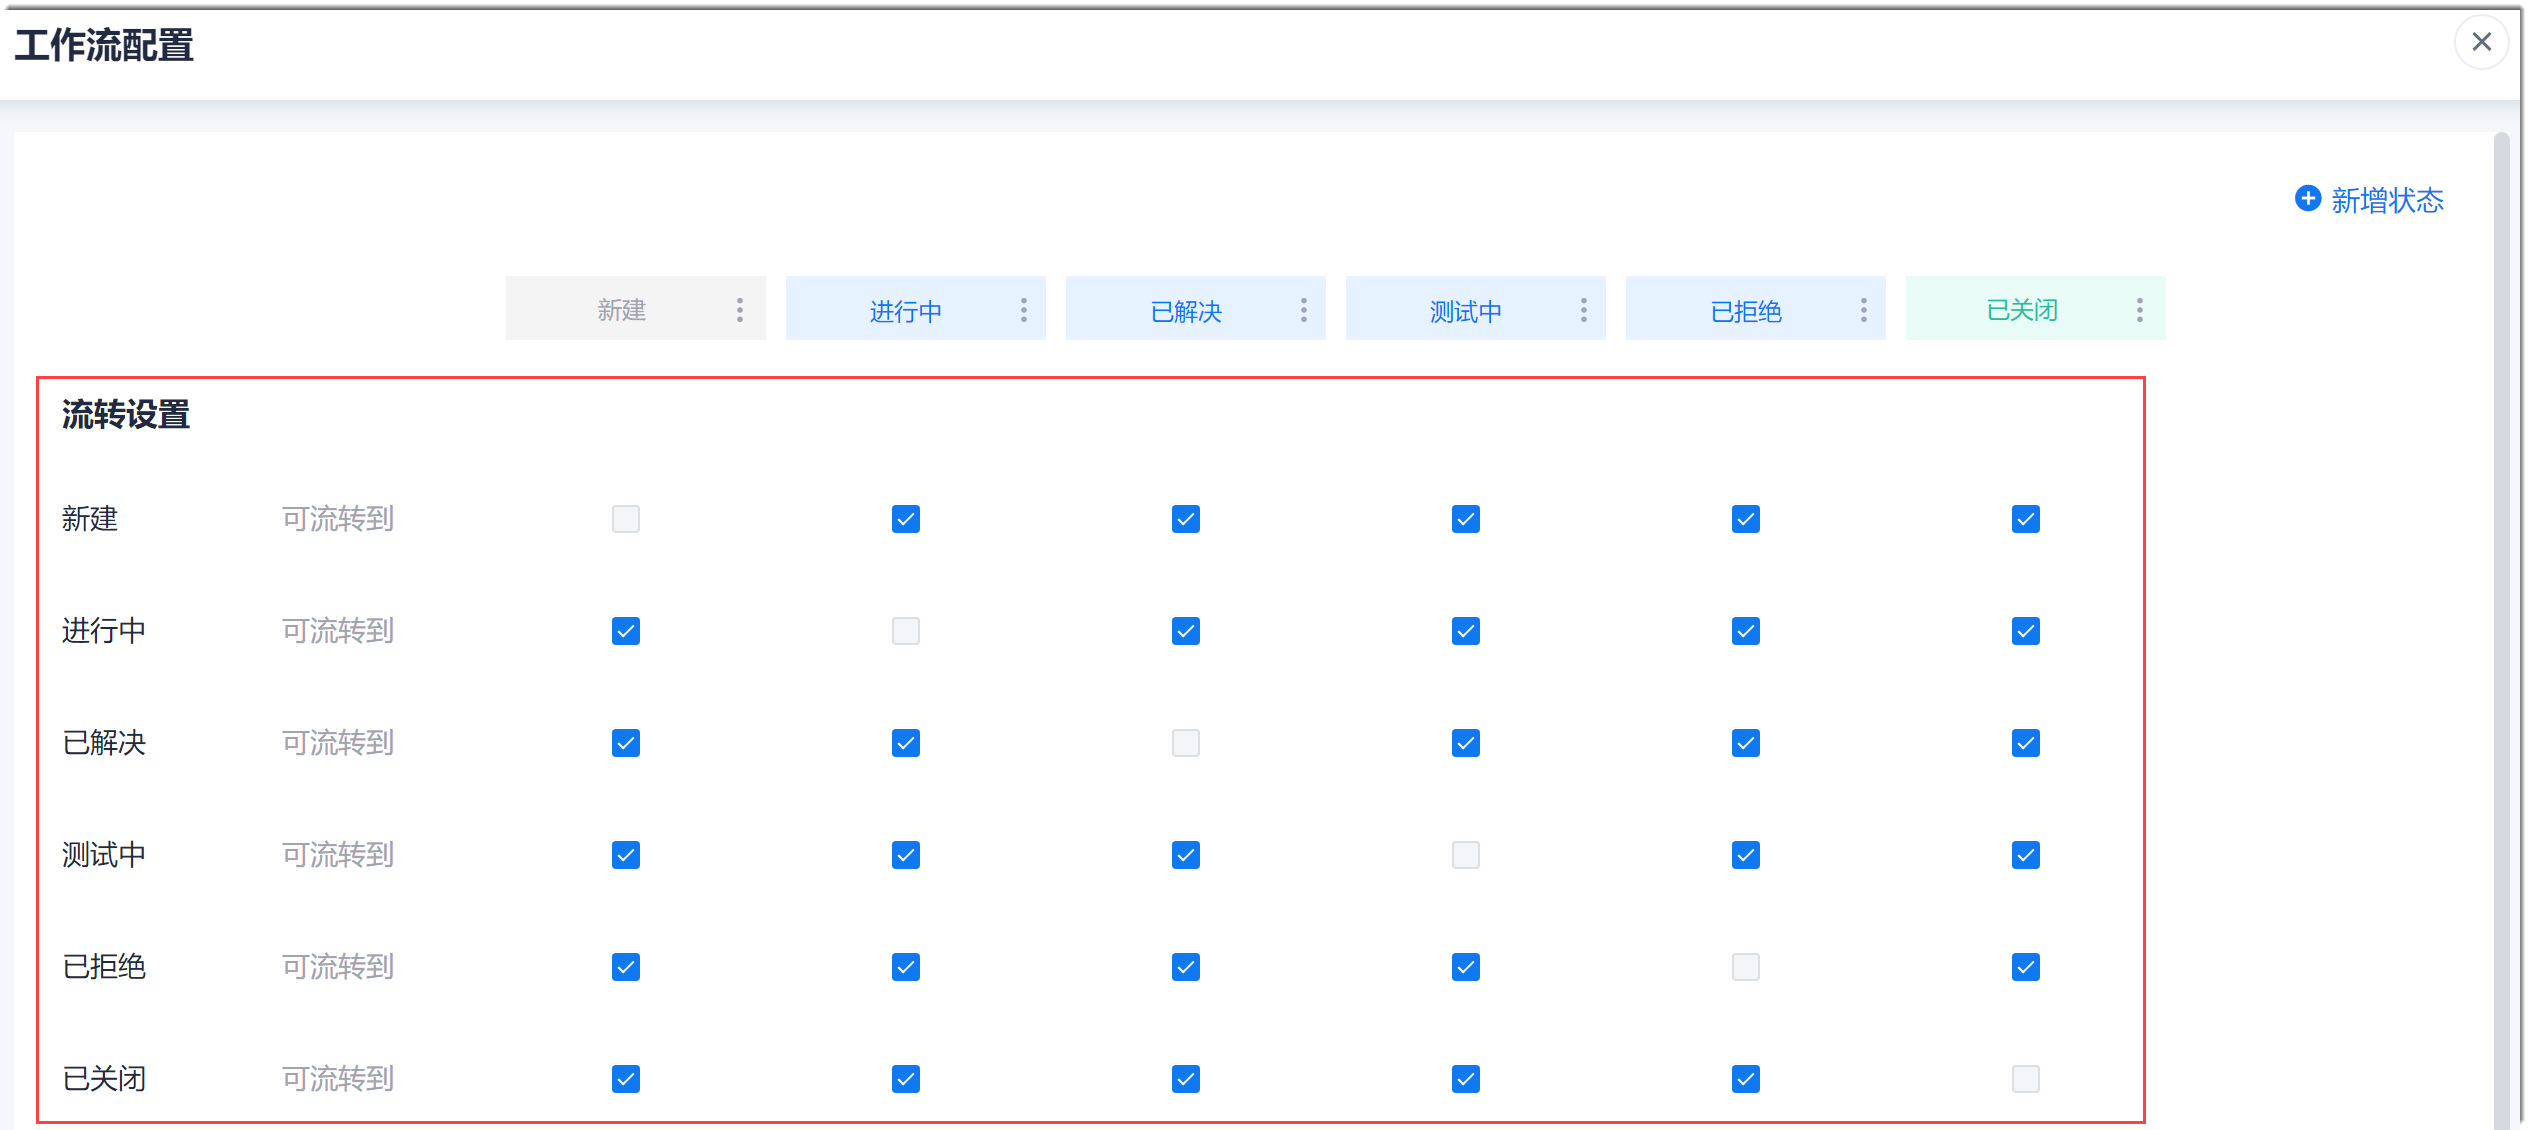 工作流配置
新增状态
新建 进行中 已解决 测试中 已拒绝 已关闭
流转设置
新建 可流转到
进行中 可流转到
已解决 可流转到
测试中 可流转到
已拒绝 可流转到
已关闭 可流转到